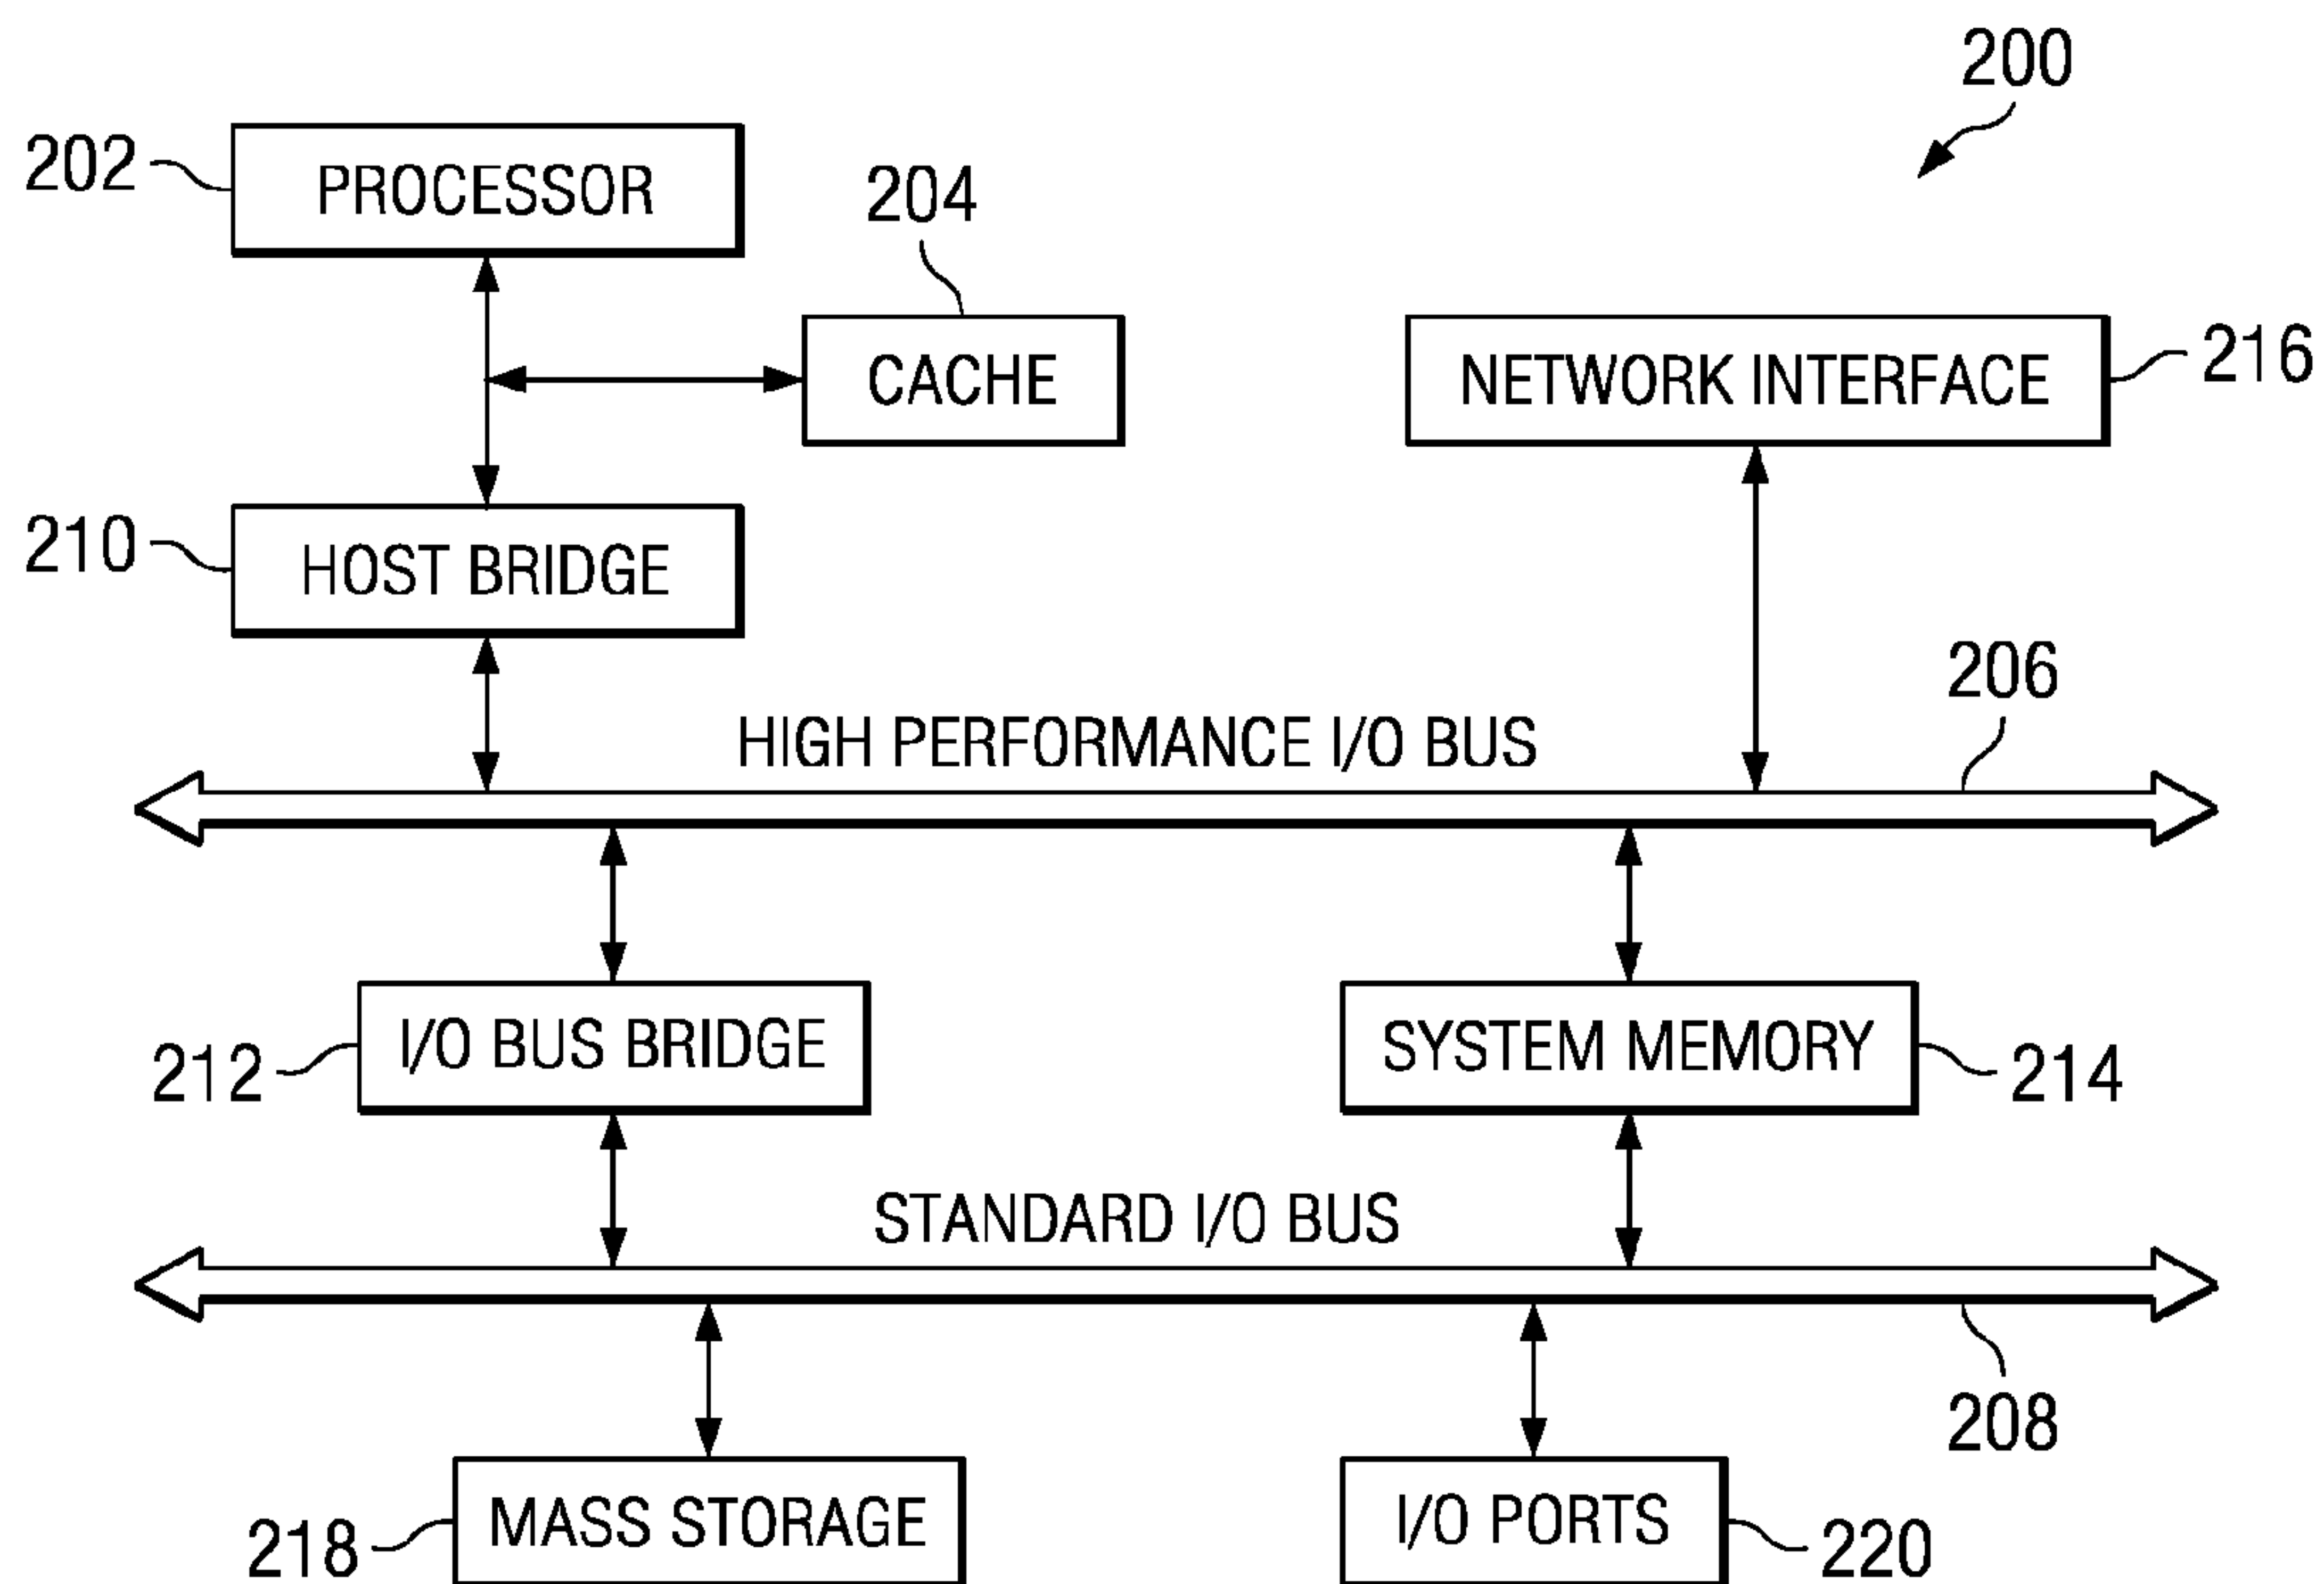 200
202
PROCESSOR
204
CACHE
NETWORK INTERFACE
216
210
HOST BRIDGE
206
HIGH PERFORMANCE I/O BUS
212
I/O BUS BRIDGE
SYSTEM MEMORY
214
STANDARD I/O BUS
208
218
MASS STORAGE
I/O PORTS
220